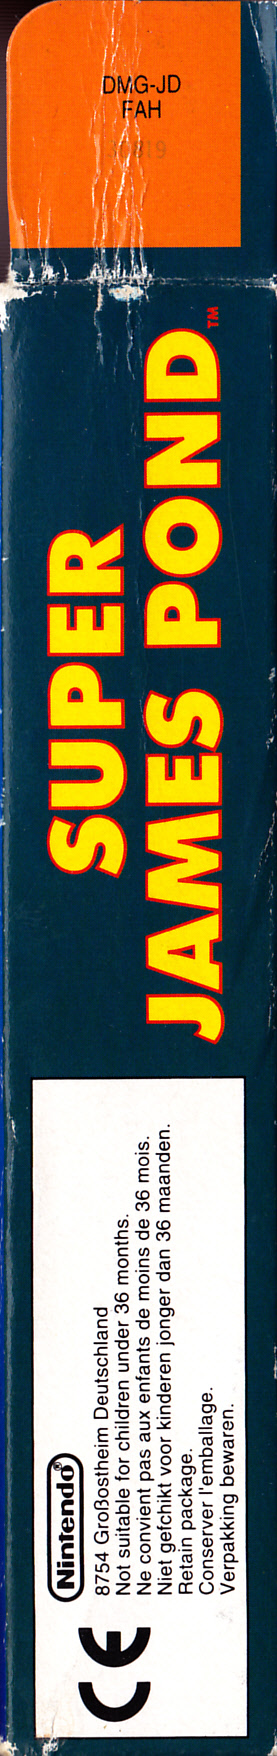 DMG-JD
FAH
SUPER
JAMES POND™
Nintendo®
8754 Großostheim Deutschland
Not suitable for children under 36 months.
Ne convient pas aux enfants de moins de 36 mois.
Niet gefchikt voor kinderen jonger dan 36 maanden.
Retain package.
Conserver l'emballage.
Verpakking bewaren.
CE